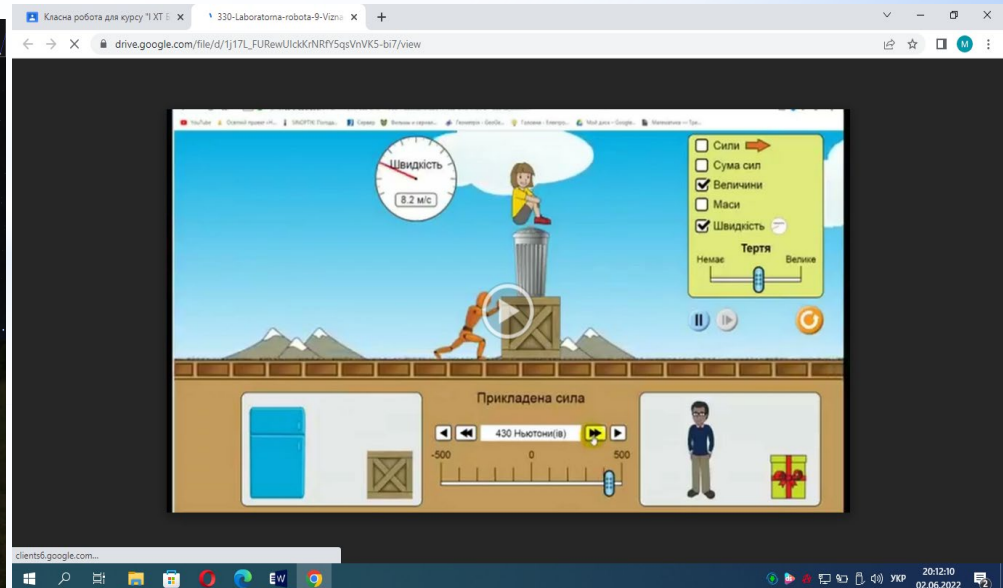 Класна робота для курсу "I ХТ Б
330-Laboratorna-robota-9-Vizna
drive.google.com/file/d/1j17L_FURewUIckKrNRfY5qsVnVK5-bi7/view
M
YouTube
Швидкість
8.2 м/с
Сили
Сума сил
Величини
Маси
Швидкість
Тертя
Немає Велике
Прикладена сила
430 Ньютони(ів)
-500 0 500
clients6.google.com...
W
УКР
20:12:10
02.06.2022
2